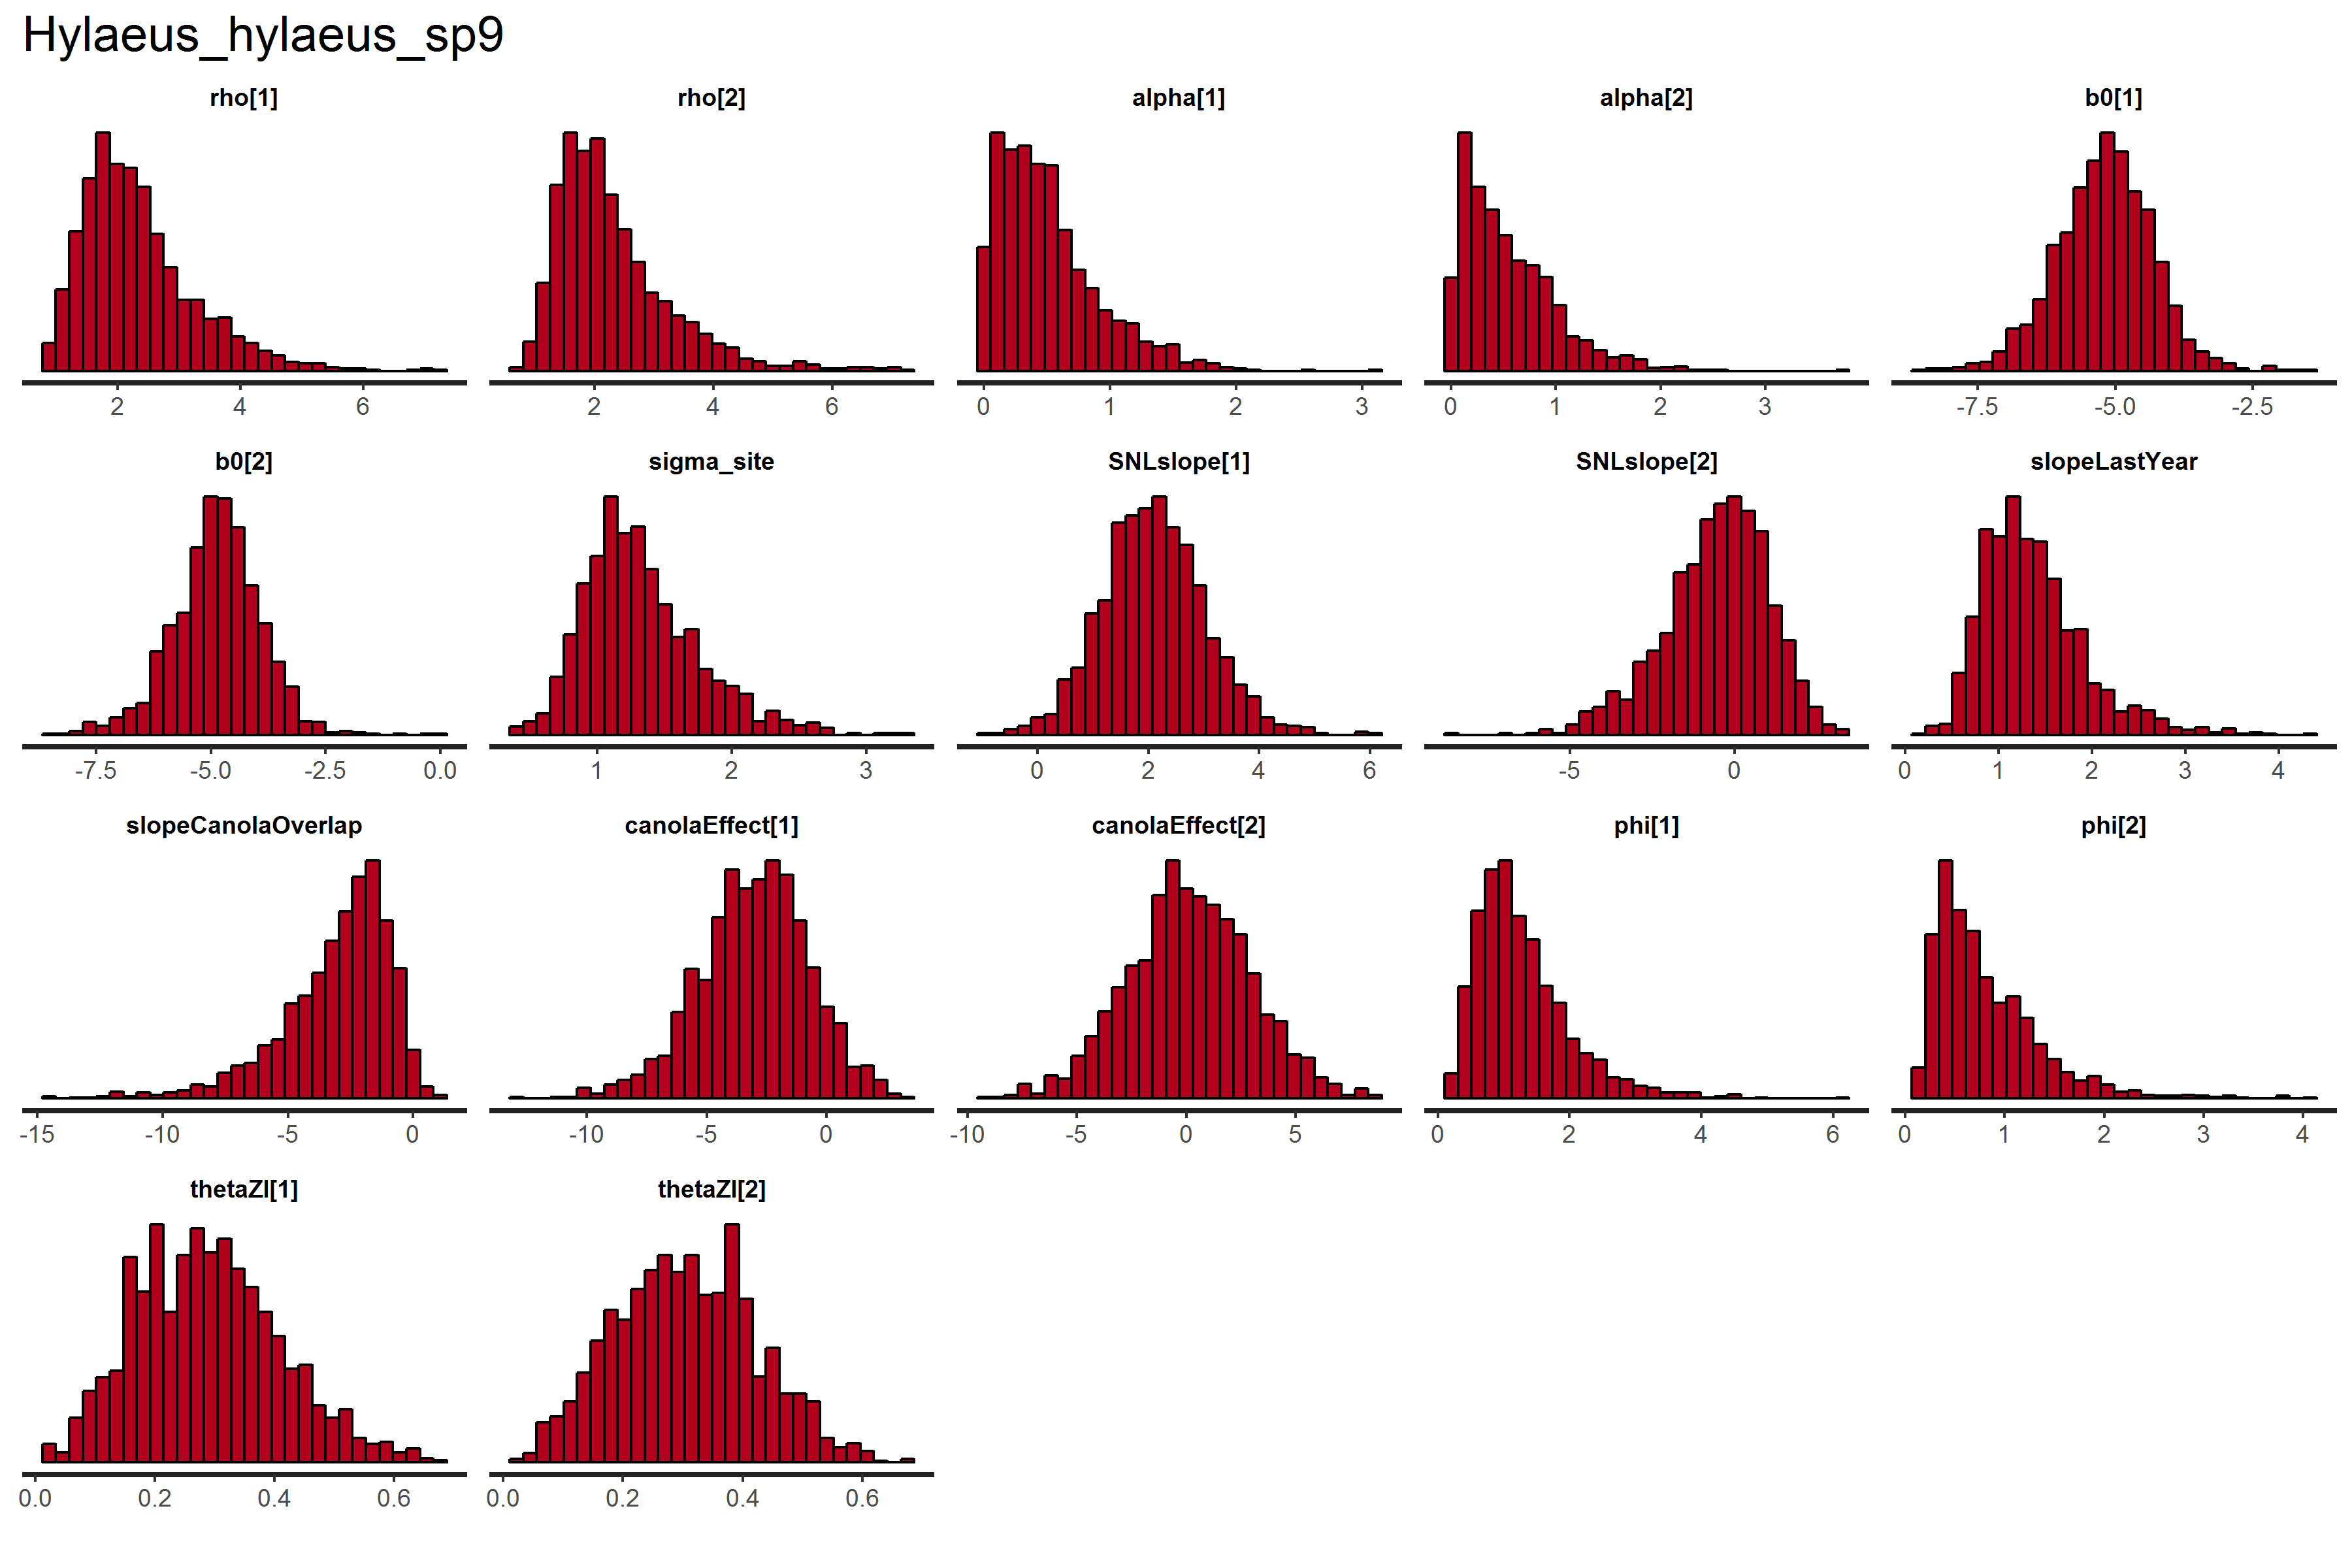 Hylaeus_hylaeus_sp9
rho[1] rho[2] alpha[1] alpha[2] b0[1]
2 4 6 2 4 6 0 1 2 3 0 1 2 3 -7.5 -5.0 -2.5
b0[2] sigma_site SNLslope[1] SNLslope[2] slopeLastYear
-7.5 -5.0 -2.5 0.0 1 2 3 0 2 4 6 -5 0 0 1 2 3 4
slopeCanolaOverlap canolaEffect[1] canolaEffect[2] phi[1] phi[2]
-15 -10 -5 0 -10 -5 0 -10 -5 0 5 0 2 4 6 0 1 2 3 4
thetaZI[1] thetaZI[2]
0.0 0.2 0.4 0.6 0.0 0.2 0.4 0.6